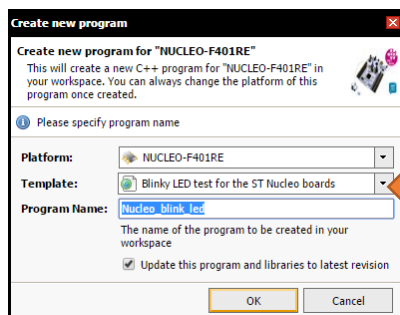 Create new program
Create new program for "NUCLEO-F401RE"
This will create a new C++ program for "NUCLEO-F401RE" in
your workspace. You can always change the platform of this
program once created.
Please specify program name
Platform: NUCLEO-F401RE
Template: Blinky LED test for the ST Nucleo boards
Program Name: Nucleo_blink_led
The name of the program to be created in your
workspace
Update this program and libraries to latest revision
OK Cancel